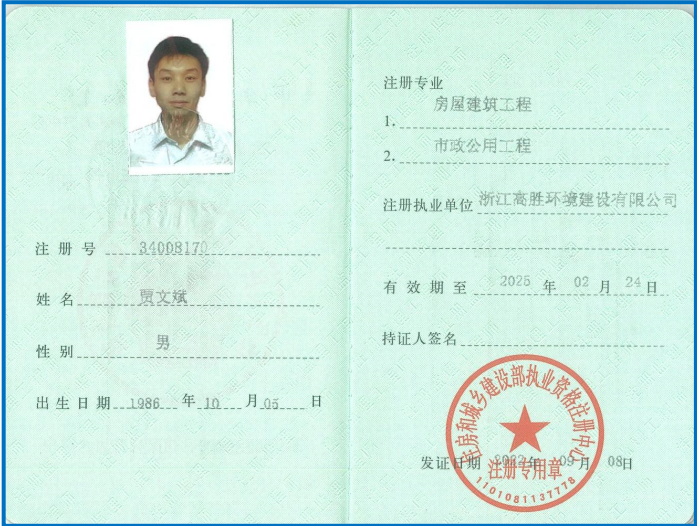 注册号 34008170
姓名 贾文斌
性别 男
出生日期 1986 年 10 月 05 日
注册专业
1. 房屋建筑工程
2. 市政公用工程
注册执业单位 浙江高胜环境建设有限公司
有效期至 2025 年 02 月 24 日
持证人签名
住房和城乡建设部执业资格注册中心
发证日期 2022 年 09 月 08 日
注册专用章
1101081137778